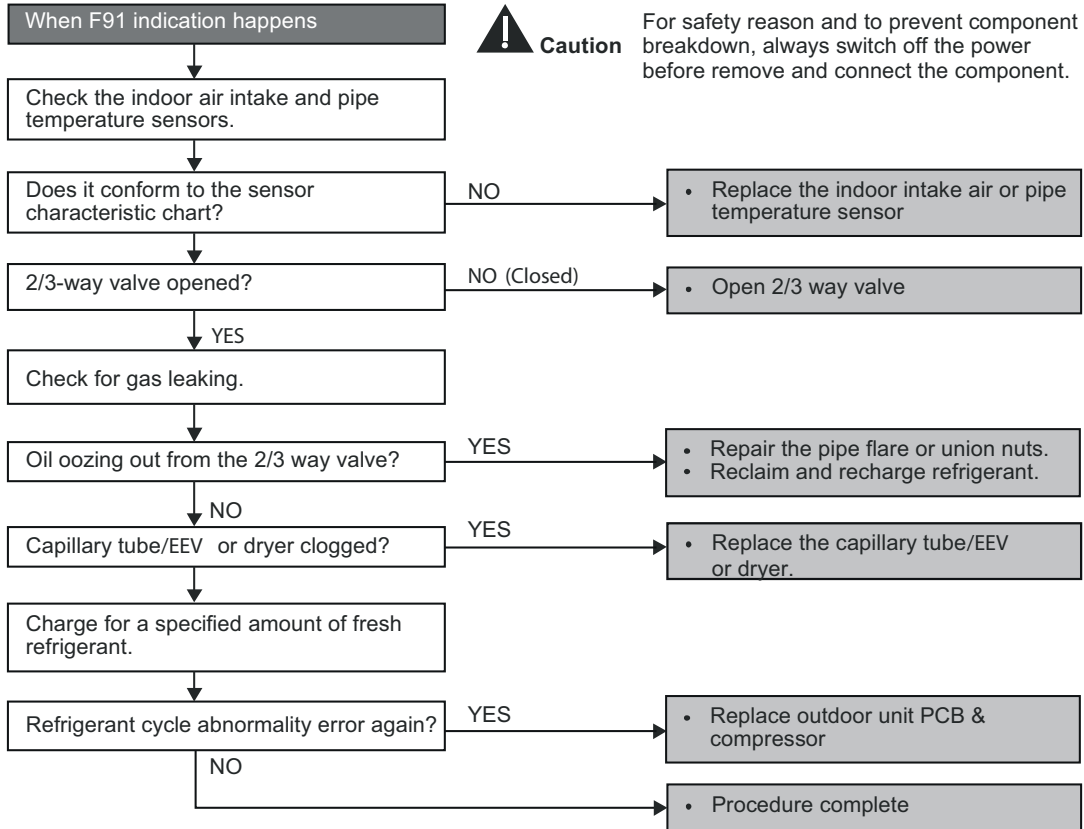 When F91 indication happens
Caution
For safety reason and to prevent component
breakdown, always switch off the power
before remove and connect the component.
Check the indoor air intake and pipe
temperature sensors.
Does it conform to the sensor
characteristic chart?
NO
• Replace the indoor intake air or pipe
temperature sensor
2/3-way valve opened?
NO (Closed)
• Open 2/3 way valve
YES
Check for gas leaking.
Oil oozing out from the 2/3 way valve?
YES
• Repair the pipe flare or union nuts.
• Reclaim and recharge refrigerant.
NO
Capillary tube/EEV or dryer clogged?
YES
• Replace the capillary tube/EEV
or dryer.
Charge for a specified amount of fresh
refrigerant.
Refrigerant cycle abnormality error again?
YES
• Replace outdoor unit PCB &
compressor
NO
• Procedure complete